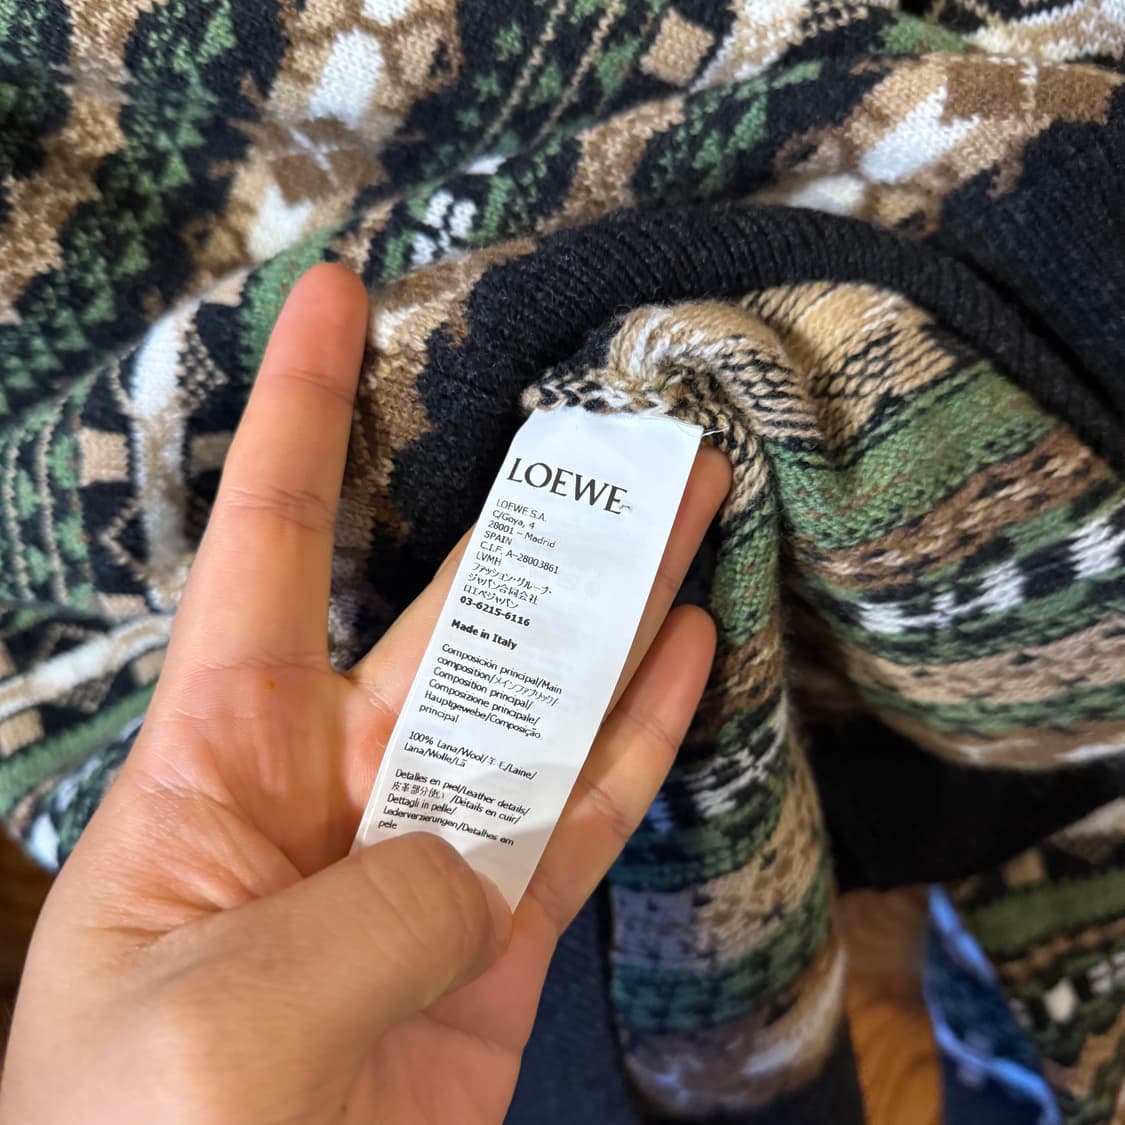 LOEWE
LOEWE S.A.
C/Goya, 4
28001 – Madrid
SPAIN
C.I.F. A-28003861
LVMH
ファッション・グループ・
ジャパン合同会社
ロエベジャパン
03-6215-6116
Made in Italy
Composición principal/Main
composition/メインファブリック/
Composition principal/
Composizione principale/
Hauptgewebe/Composição
principal
100% Lana/Wool/羊毛/Laine/
Lana/Wolle/Lã
Detalles en piel/Leather details/
皮革部分使い/Détails en cuir/
Dettagli in pelle/
Lederverzierungen/Detalhes em
pele